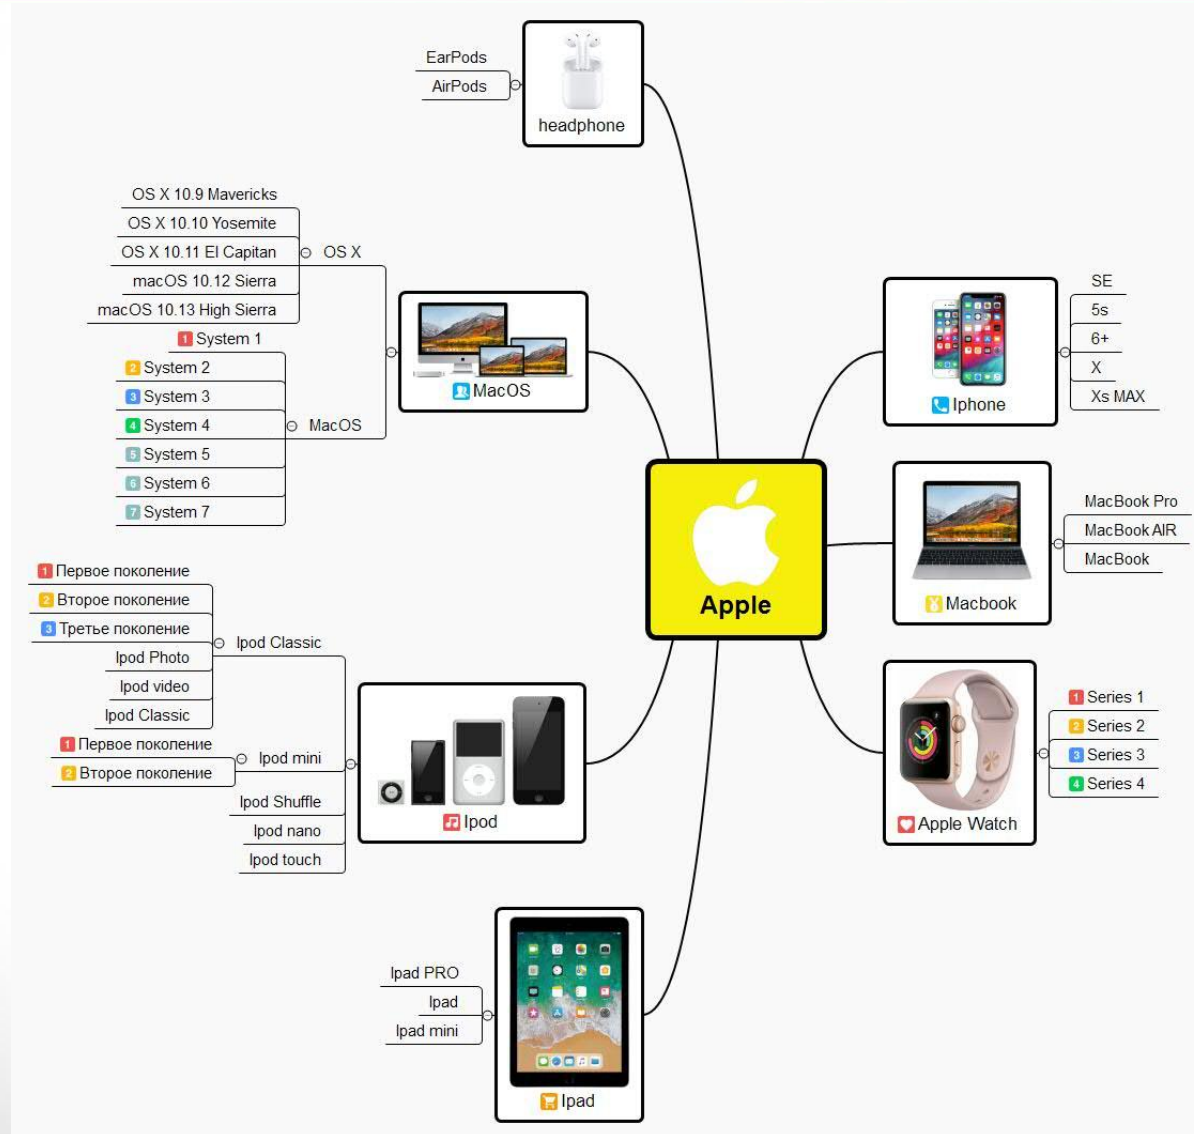 EarPods
AirPods
headphone
OS X 10.9 Mavericks
OS X 10.10 Yosemite
OS X 10.11 El Capitan
macOS 10.12 Sierra
macOS 10.13 High Sierra
OS X
1 System 1
2 System 2
3 System 3
4 System 4
5 System 5
6 System 6
7 System 7
MacOS
MacOS
1 Первое поколение
2 Второе поколение
3 Третье поколение
Ipod Photo
Ipod video
Ipod Classic
Ipod Classic
1 Первое поколение
2 Второе поколение
Ipod mini
Ipod Shuffle
Ipod nano
Ipod touch
Ipod
Ipad PRO
Ipad
Ipad mini
Ipad
Apple
Iphone
SE
5s
6+
X
Xs MAX
Macbook
MacBook Pro
MacBook AIR
MacBook
Apple Watch
1 Series 1
2 Series 2
3 Series 3
4 Series 4